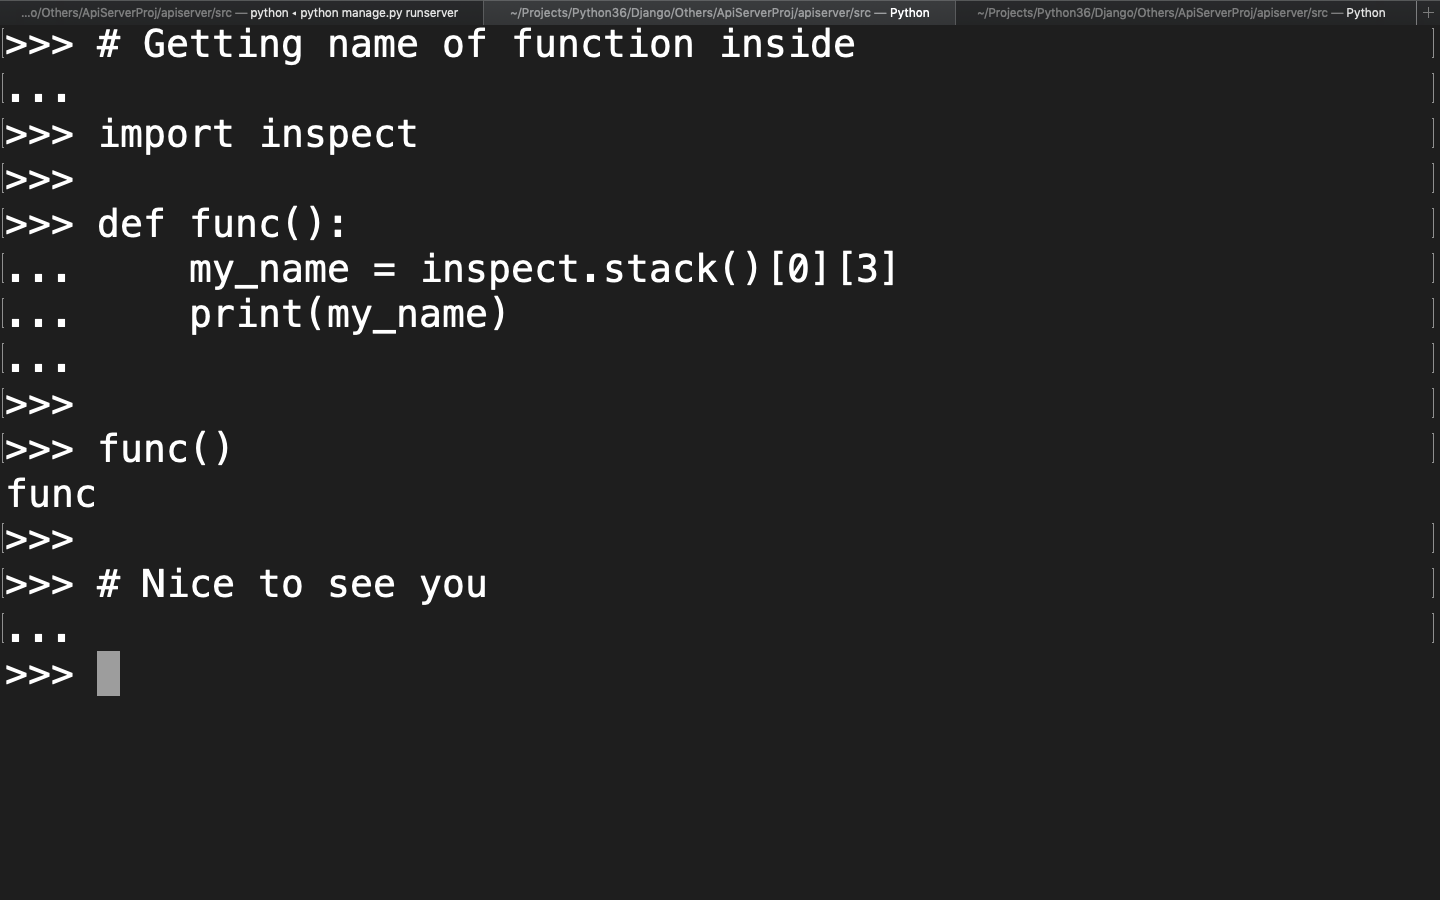 ...o/Others/ApiServerProj/apiserver/src — python ◂ python manage.py runserver
~/Projects/Python36/Django/Others/ApiServerProj/apiserver/src — Python
~/Projects/Python36/Django/Others/ApiServerProj/apiserver/src — Python
>>> # Getting name of function inside
...
>>> import inspect
>>>
>>> def func():
...     my_name = inspect.stack()[0][3]
...     print(my_name)
...
>>>
>>> func()
func
>>>
>>> # Nice to see you
...
>>>